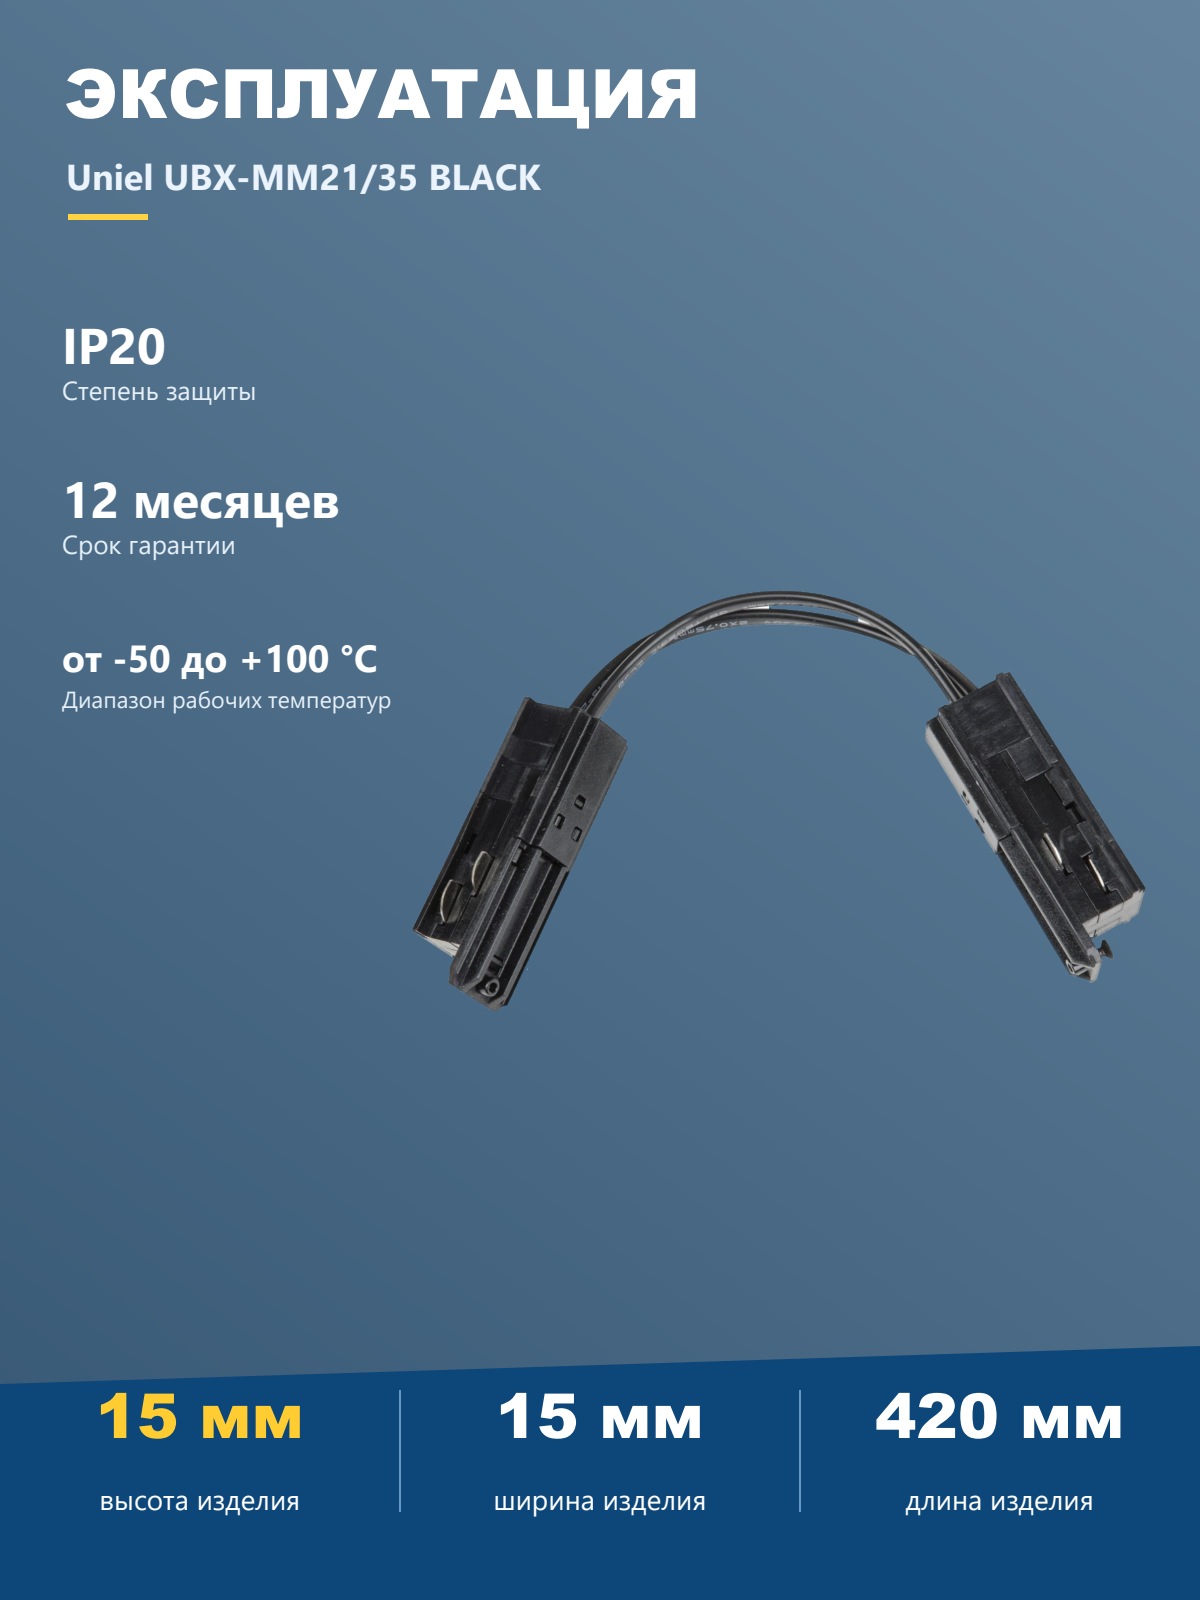 ЭКСПЛУАТАЦИЯ
Uniel UBX-MM21/35 BLACK
IP20
Степень защиты
12 месяцев
Срок гарантии
от -50 до +100 °C
Диапазон рабочих температур
15 мм
высота изделия
15 мм
ширина изделия
420 мм
длина изделия